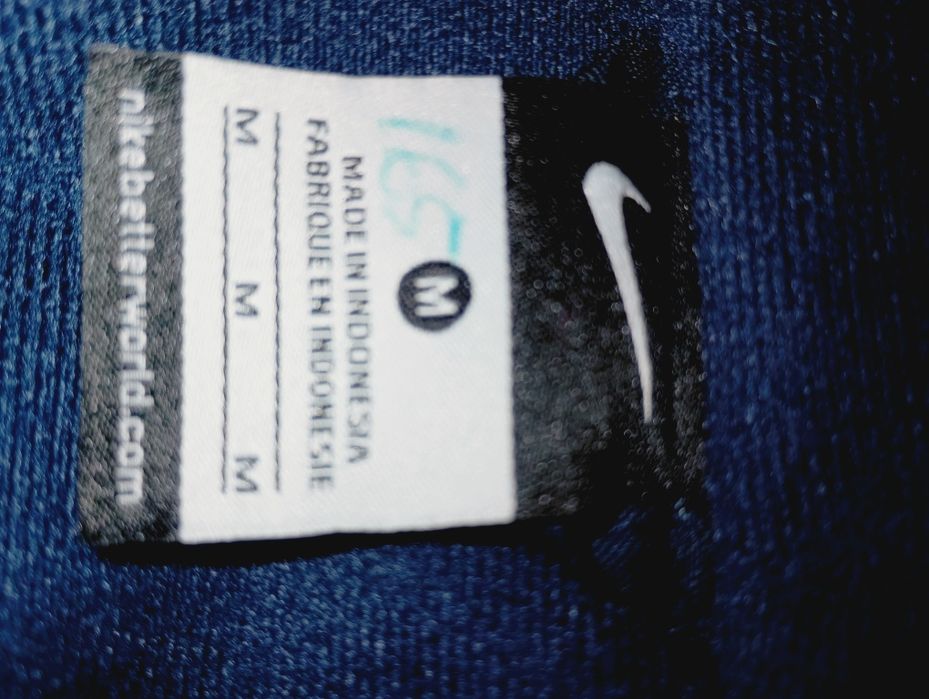 165
M
MADE IN INDONESIA
FABRIQUE EN INDONESIE
M M M
nikebetterworld.com